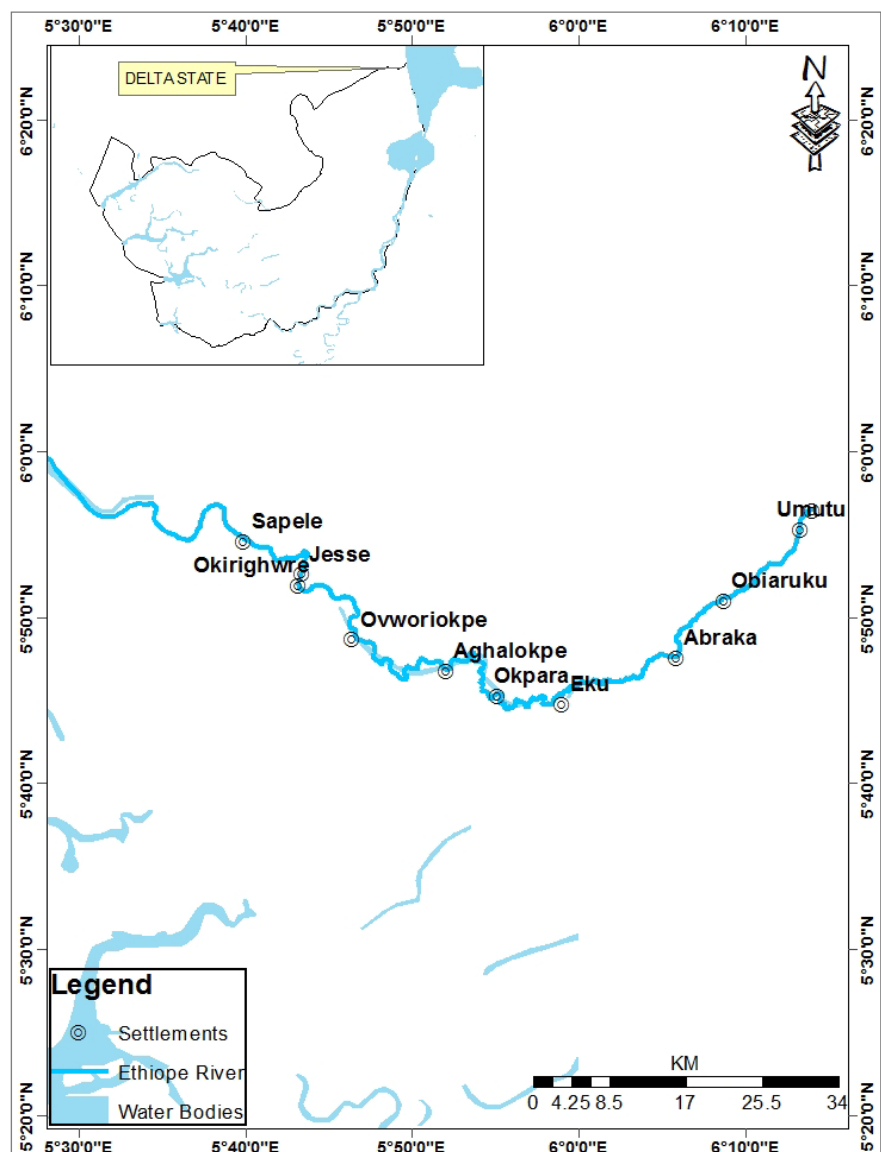 5°30'0"E 5°40'0"E 5°50'0"E 6°0'0"E 6°10'0"E
DELTA STATE
N
6°20'0"N 6°20'0"N
6°10'0"N 6°10'0"N
6°0'0"N 6°0'0"N
Umutu
Sapele
Jesse
Okirighwre
Obiaruku
Ovworiokpe
5°50'0"N 5°50'0"N
Abraka
Aghalokpe
Okpara
Eku
5°40'0"N 5°40'0"N
5°30'0"N 5°30'0"N
Legend
Settlements
Ethiope River
Water Bodies
KM
0 4.25 8.5 17 25.5 34
5°20'0"N 5°20'0"N
5°30'0"E 5°40'0"E 5°50'0"E 6°0'0"E 6°10'0"E